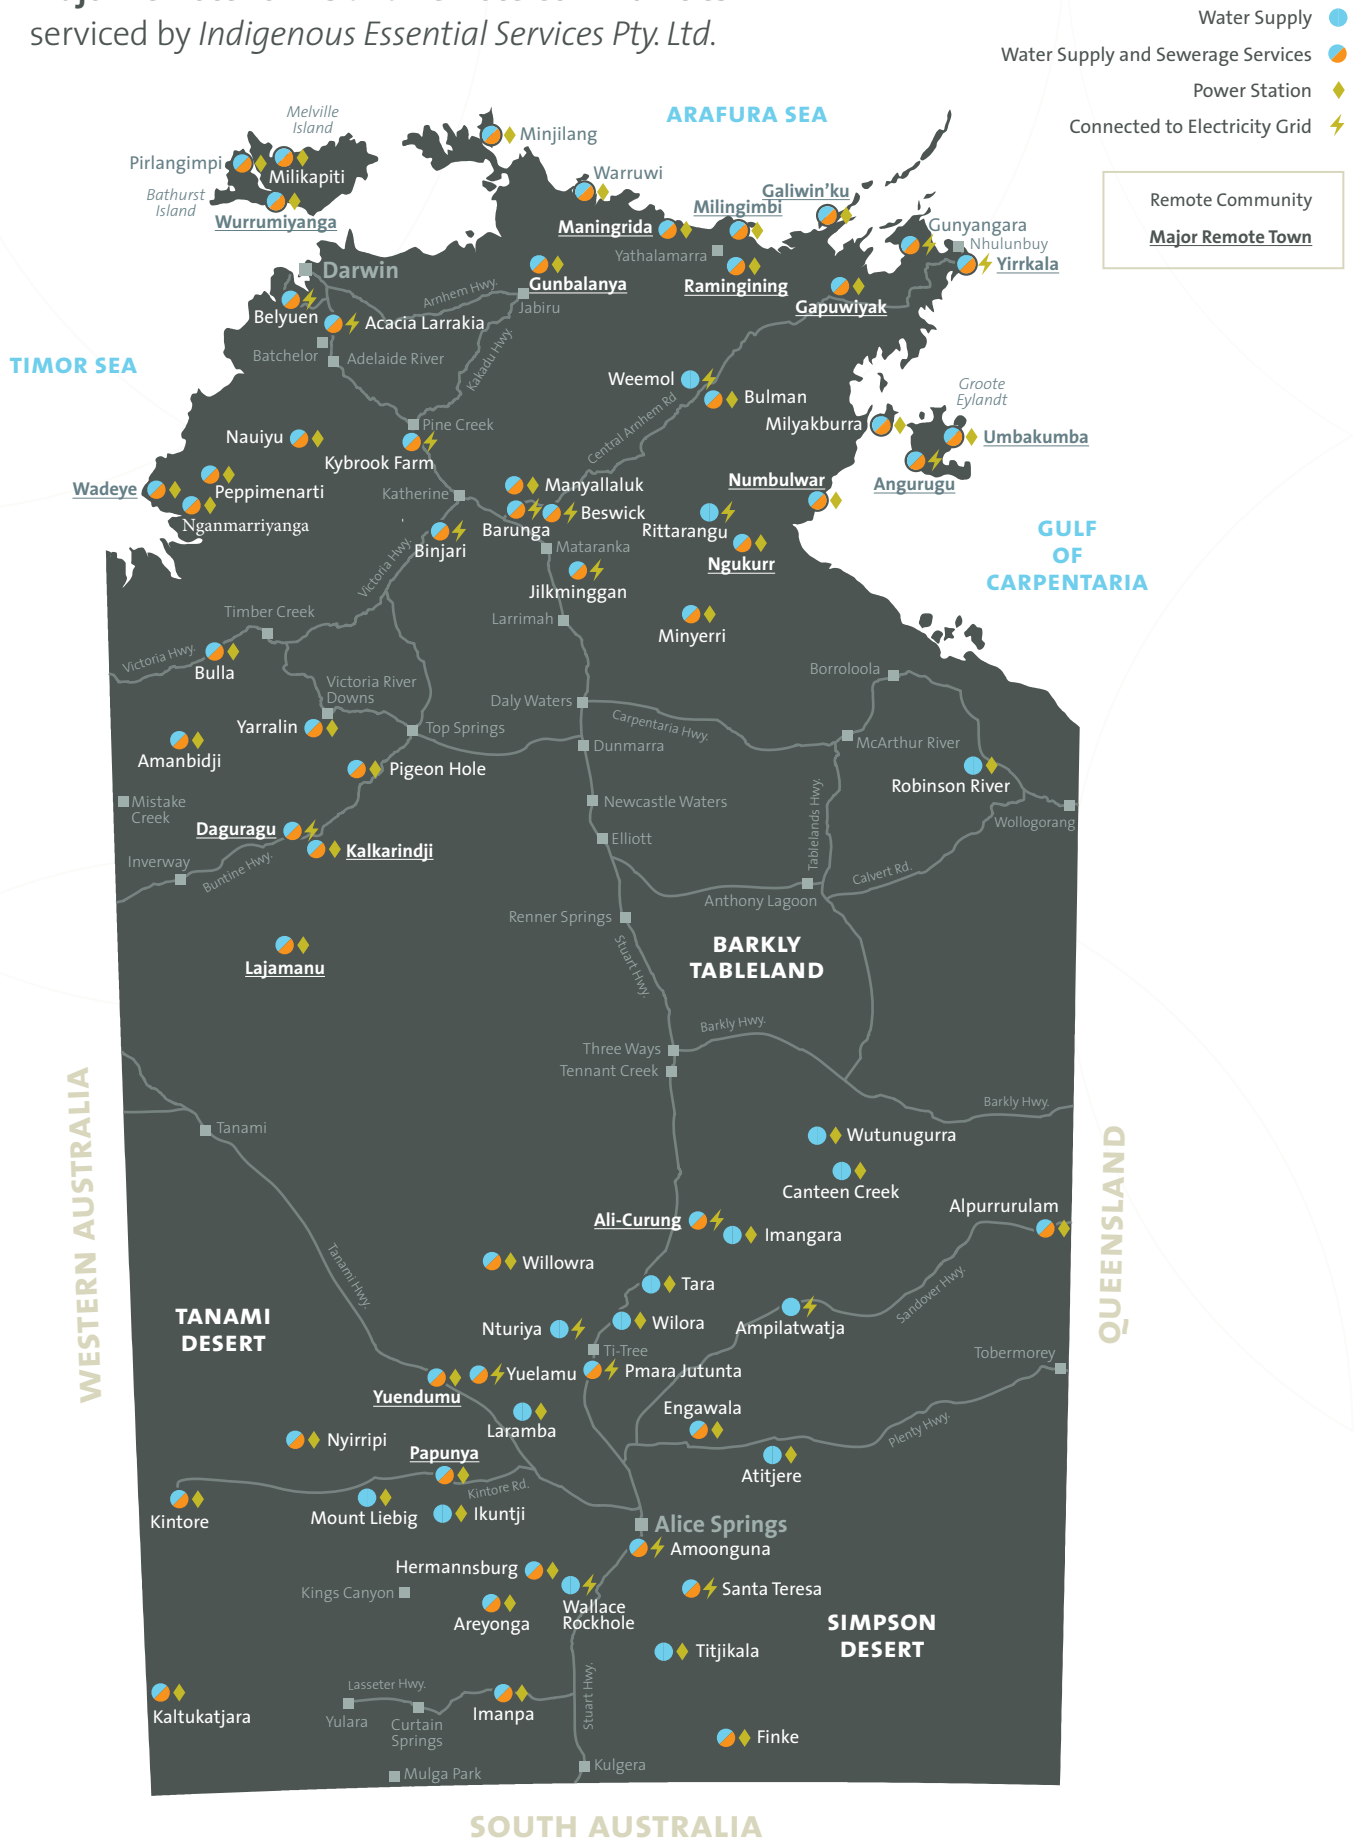 serviced by Indigenous Essential Services Pty. Ltd.
Water Supply
Water Supply and Sewerage Services
Power Station
Connected to Electricity Grid
Remote Community
Major Remote Town
ARAFURA SEA
Melville
Island
Minjilang
Pirlangimpi
Milikapiti
Warruwi
Bathurst
Island
Wurrumiyanga
Galiwin'ku
Milingimbi
Maningrida
Gunyangara
Nhulunbuy
Yathalamarra
Yirrkala
Darwin
Gunbalanya
Ramingining
Arnhem Hwy.
Jabiru
Gapuwiyak
Belyuen
Acacia Larrakia
Batchelor
Adelaide River
Kakadu Hwy.
TIMOR SEA
Weemol
Bulman
Groote
Eylandt
Central Arnhem Rd
Milyakburra
Umbakumba
Pine Creek
Nauiyu
Kybrook Farm
Angurugu
Wadeye
Peppimenarti
Numbulwar
Katherine
Manyallaluk
Nganmarriyanga
Barunga
Beswick
Rittarangu
GULF
OF
CARPENTARIA
Binjari
Mataranka
Ngukurr
Victoria Hwy.
Jilkminggan
Timber Creek
Larrimah
Minyerri
Victoria Hwy.
Bulla
Borroloola
Victoria River
Downs
Daly Waters
Carpentaria Hwy.
Yarralin
Top Springs
Dunmarra
McArthur River
Amanbidji
Pigeon Hole
Robinson River
Mistake
Creek
Newcastle Waters
Tablelands Hwy.
Wollogorang
Daguragu
Elliott
Kalkarindji
Inverway
Buntine Hwy.
Calvert Rd.
Anthony Lagoon
Renner Springs
Stuart Hwy.
BARKLY
TABLELAND
Lajamanu
Barkly Hwy.
Three Ways
Tennant Creek
Barkly Hwy.
WESTERN AUSTRALIA
Tanami
Wutunugurra
QUEENSLAND
Canteen Creek
Alpurrurulam
Ali-Curung
Imangara
Tanami Hwy.
Willowra
Tara
Sandover Hwy.
TANAMI
DESERT
Nturiya
Wilora
Ampilatwatja
Ti-Tree
Tobermorey
Yuelamu
Pmara Jutunta
Yuendumu
Engawala
Laramba
Plenty Hwy.
Nyirripi
Papunya
Atitjere
Kintore Rd.
Kintore
Mount Liebig
Ikuntji
Alice Springs
Amoonguna
Hermannsburg
Kings Canyon
Santa Teresa
Wallace
Rockhole
Areyonga
SIMPSON
DESERT
Titjikala
Lasseter Hwy.
Stuart Hwy.
Kaltukatjara
Yulara
Curtain
Springs
Imanpa
Finke
Kulgera
Mulga Park
SOUTH AUSTRALIA